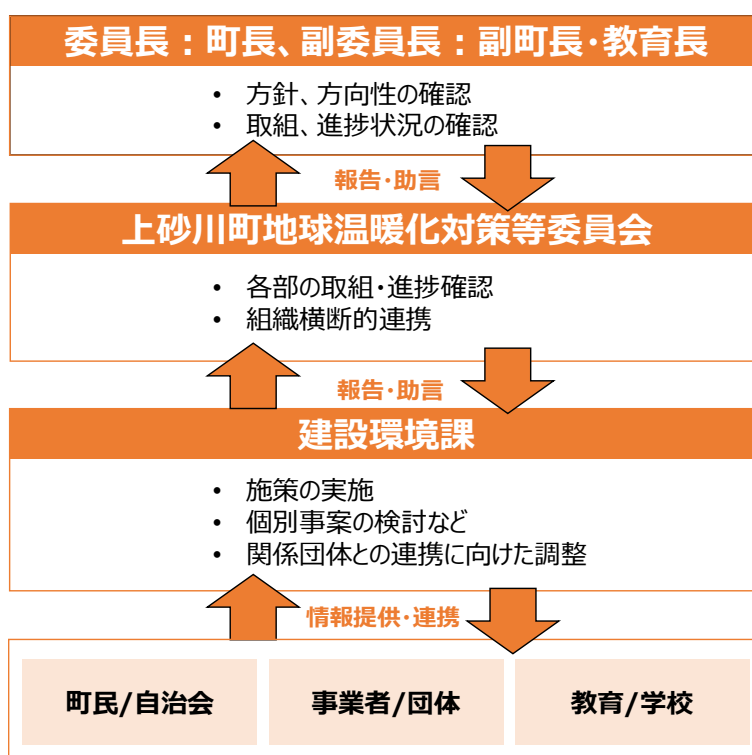 委員長：町長、副委員長：副町長・教育長
• 方針、方向性の確認
• 取組、進捗状況の確認
報告・助言
上砂川町地球温暖化対策等委員会
• 各部の取組・進捗確認
• 組織横断的連携
報告・助言
建設環境課
• 施策の実施
• 個別事案の検討など
• 関係団体との連携に向けた調整
情報提供・連携
町民/自治会 事業者/団体 教育/学校